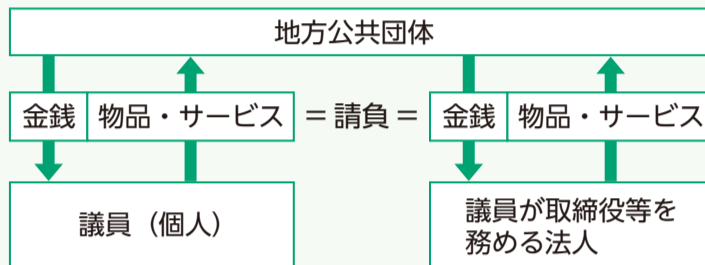 地方公共団体
金銭 物品・サービス ＝請負＝ 金銭 物品・サービス
議員（個人）
議員が取締役等を
務める法人